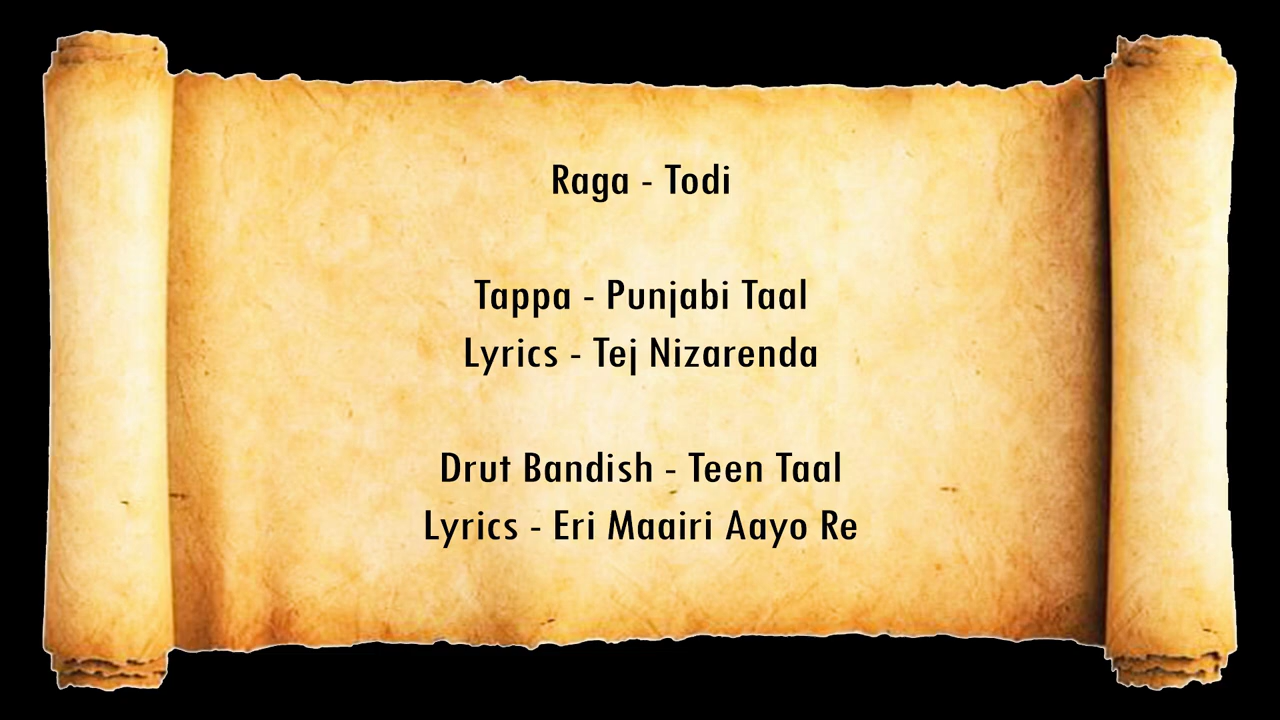 Raga - Todi
Tappa - Punjabi Taal
Lyrics - Tej Nizarenda
Drut Bandish - Teen Taal
Lyrics - Eri Maairi Aayo Re